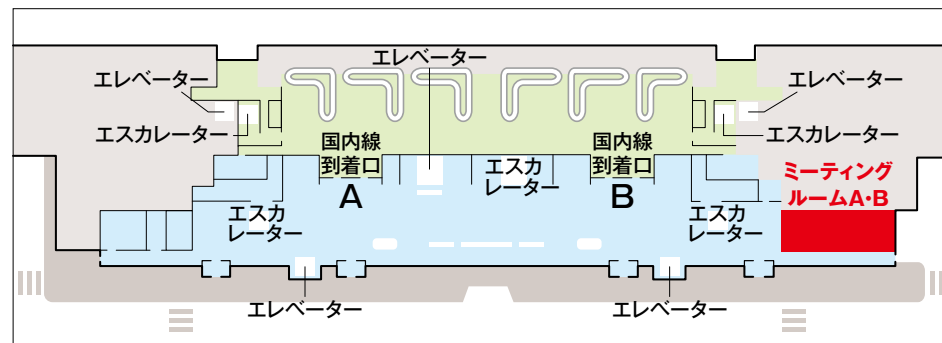 エレベーター
エレベーター
エレベーター
エスカレーター
エスカレーター
国内線
到着口
A
エスカ
レーター
国内線
到着口
B
ミーティング
ルームA・B
エスカ
レーター
エスカ
レーター
エレベーター
エレベーター